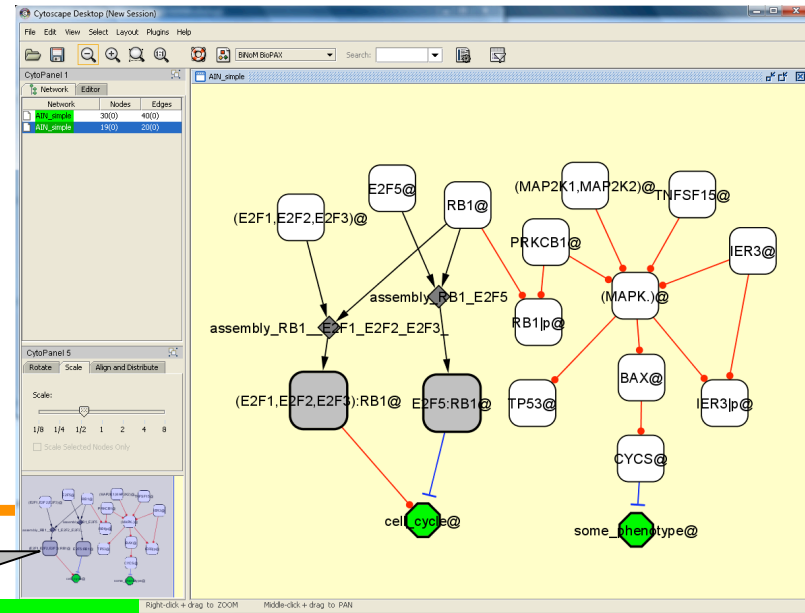 Cytoscape Desktop (New Session)
File Edit View Select Layout Plugins Help
BiNoM BioPAX
Search:
CytoPanel 1
Network Editor
Network Nodes Edges
AIN_simple 30(0) 40(0)
AIN_simple 19(0) 20(0)
CytoPanel 5
Rotate Scale Align and Distribute
Scale:
1/8 1/4 1/2 1 2 4 8
Scale Selected Nodes Only
AIN_simple
(MAP2K1,MAP2K2)@
E2F5@
TNFSF15@
RB1@
(E2F1,E2F2,E2F3)@
PRKCB1@
IER3@
assembly_RB1_E2F5
(MAPK.)@
RB1|p@
assembly_RB1__E2F1_E2F2_E2F3_
BAX@
(E2F1,E2F2,E2F3):RB1@
E2F5:RB1@
TP53@
IER3|p@
CYCS@
cell_cycle@
some_phenotype@
Right-click + drag to ZOOM Middle-click + drag to PAN